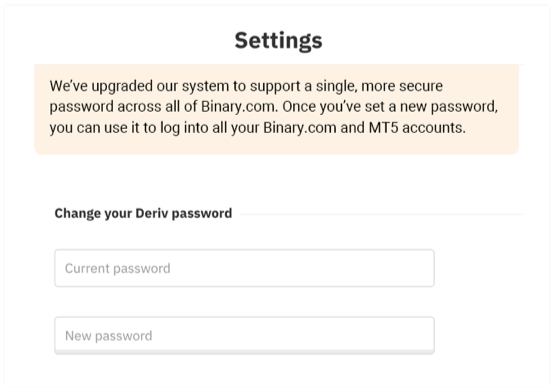 Settings
We've upgraded our system to support a single, more secure
password across all of Binary.com. Once you've set a new password,
you can use it to log into all your Binary.com and MT5 accounts.
Change your Deriv password
Current password
New password